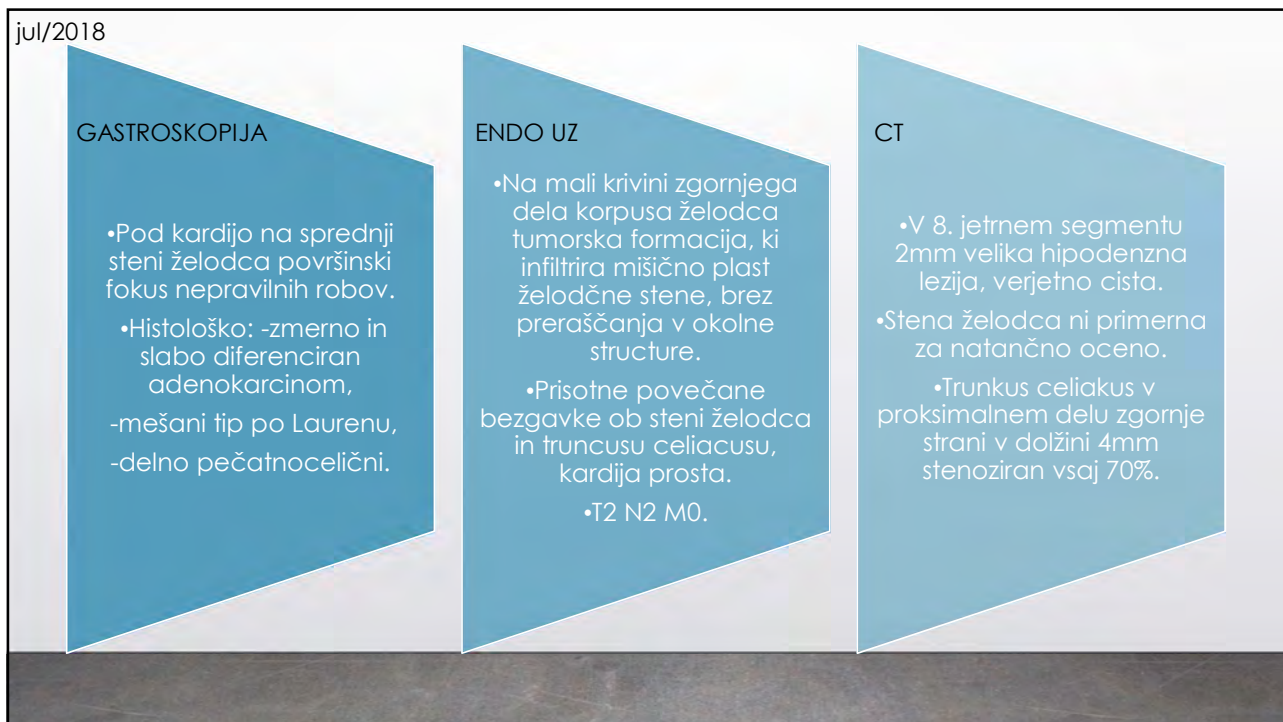 jul/2018
GASTROSKOPIJA
•Pod kardijo na sprednji
steni želodca površinski
fokus nepravilnih robov.
•Histološko: -zmerno in
slabo diferenciran
adenokarcinom,
-mešani tip po Laurenu,
-delno pečatnocelični.
ENDO UZ
•Na mali krivini zgornjega
dela korpusa želodca
tumorska formacija, ki
infiltrira mišično plast
želodčne stene, brez
preraščanja v okolne
structure.
•Prisotne povečane
bezgavke ob steni želodca
in truncusu celiacusu,
kardija prosta.
•T2 N2 M0.
CT
•V 8. jetrnem segmentu
2mm velika hipodenzna
lezija, verjetno cista.
•Stena želodca ni primerna
za natančno oceno.
•Trunkus celiakus v
proksimalnem delu zgornje
strani v dolžini 4mm
stenoziran vsaj 70%.